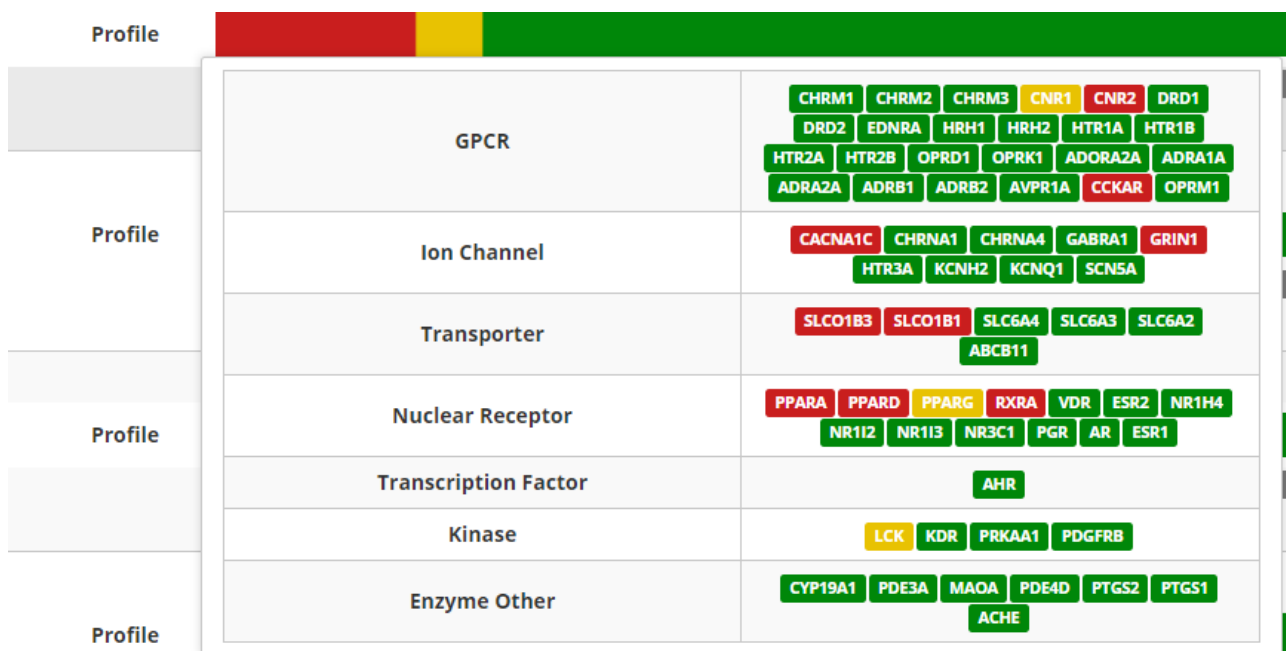 Profile
CHRM1 CHRM2 CHRM3 CNR1 CNR2 DRD1
DRD2 EDNRA HRH1 HRH2 HTR1A HTR1B
GPCR
HTR2A HTR2B OPRD1 OPRK1 ADORA2A ADRA1A
ADRA2A ADRB1 ADRB2 AVPR1A CCKAR OPRM1
Profile
Ion Channel
CACNA1C CHRNA1 CHRNA4 GABRA1 GRIN1
HTR3A KCNH2 KCNQ1 SCN5A
Transporter
SLCO1B3 SLCO1B1 SLC6A4 SLC6A3 SLC6A2
ABCB11
Profile
Nuclear Receptor
PPARA PPARD PPARG RXRA VDR ESR2 NR1H4
NR1I2 NR1I3 NR3C1 PGR AR ESR1
Transcription Factor
AHR
Kinase
LCK KDR PRKAA1 PDGFRB
Enzyme Other
CYP19A1 PDE3A MAOA PDE4D PTGS2 PTGS1
ACHE
Profile